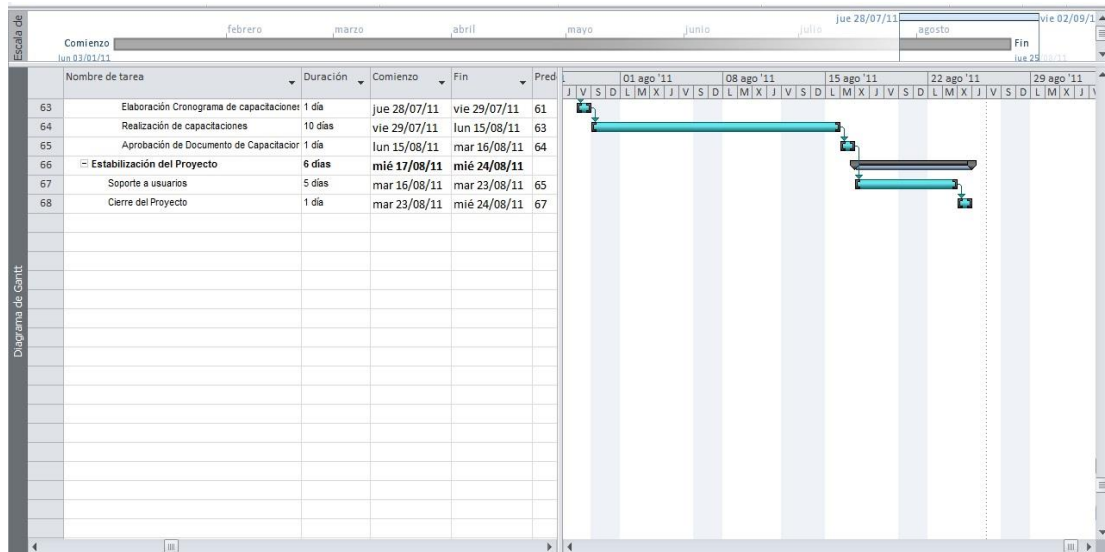 Escala de
jue 28/07/11
vie 02/09/1
febrero marzo abril mayo junio julio agosto
Comienzo
lun 03/01/11
Fin
Diagrama de Gantt
Nombre de tarea Duración Comienzo Fin Pred
01 ago '11 08 ago '11 15 ago '11 22 ago '11 29 ago '11
J V S D L M X J V S D L M X J V S D L M X J V S D L M X J V S D L M X J V
63 Elaboración Cronograma de capacitaciones 1 día jue 28/07/11 vie 29/07/11 61
64 Realización de capacitaciones 10 días vie 29/07/11 lun 15/08/11 63
65 Aprobación de Documento de Capacitacior 1 día lun 15/08/11 mar 16/08/11 64
66 Estabilización del Proyecto 6 días mié 17/08/11 mié 24/08/11
67 Soporte a usuarios 5 días mar 16/08/11 mar 23/08/11 65
68 Cierre del Proyecto 1 día mar 23/08/11 mié 24/08/11 67